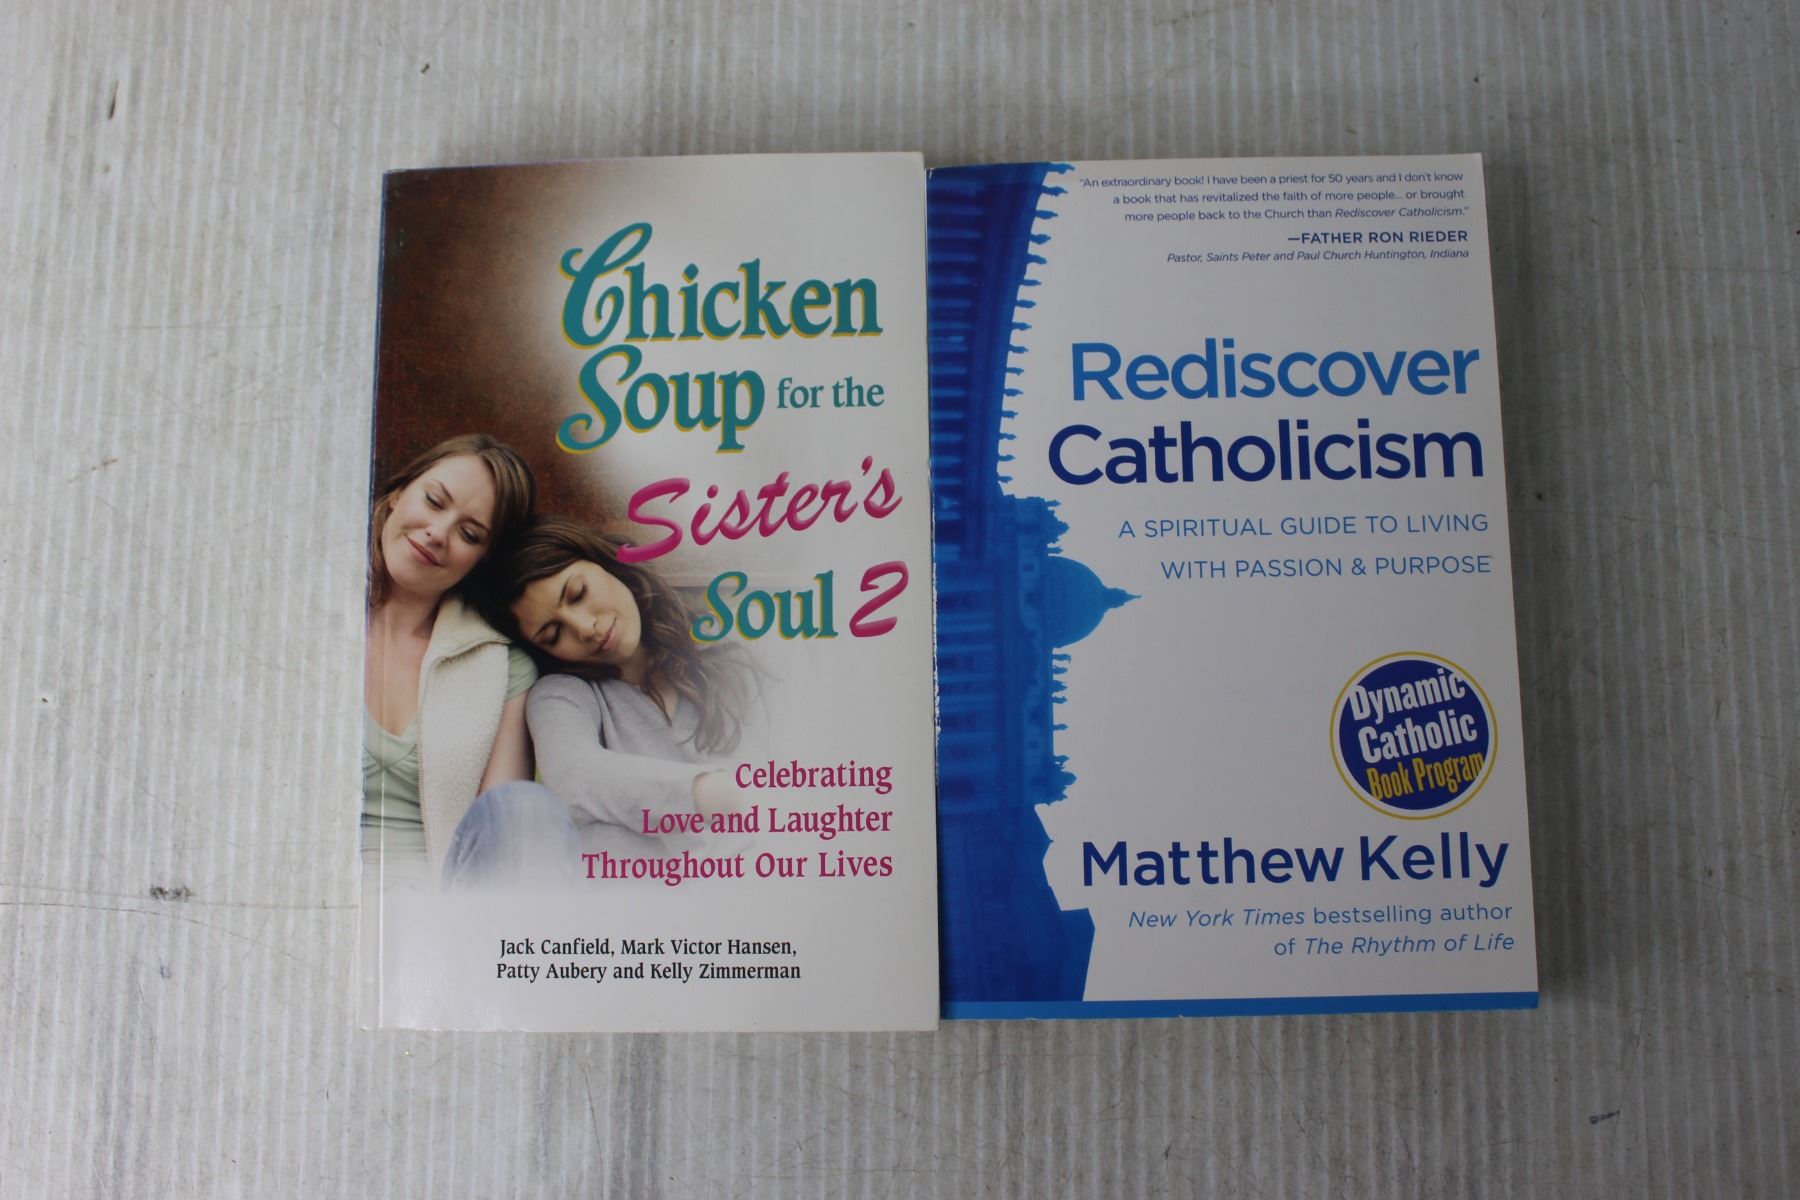 Chicken
Soup for the
Sister's
Soul 2
Celebrating
Love and Laughter
Throughout Our Lives
Jack Canfield, Mark Victor Hansen,
Patty Aubery and Kelly Zimmerman
"An extraordinary book! I have been a priest for 50 years and I don't know
a book that has revitalized the faith of more people... or brought
more people back to the Church than Rediscover Catholicism."
—FATHER RON RIEDER
Pastor, Saints Peter and Paul Church Huntington, Indiana
Rediscover
Catholicism
A SPIRITUAL GUIDE TO LIVING
WITH PASSION & PURPOSE
Dynamic
Catholic
Book Program
Matthew Kelly
New York Times bestselling author
of The Rhythm of Life